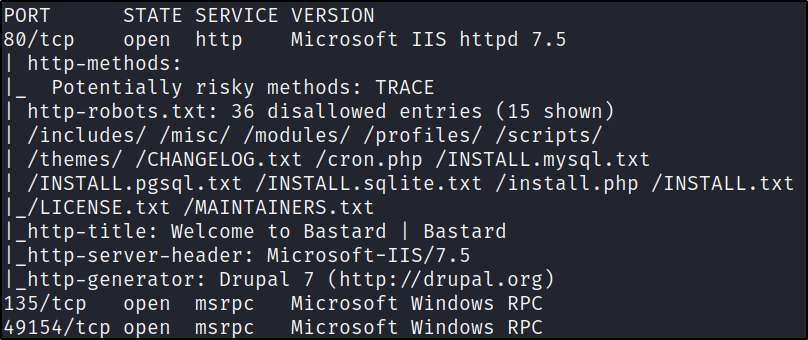 PORT      STATE SERVICE VERSION
80/tcp    open  http    Microsoft IIS httpd 7.5
| http-methods:
|_  Potentially risky methods: TRACE
| http-robots.txt: 36 disallowed entries (15 shown)
| /includes/ /misc/ /modules/ /profiles/ /scripts/
| /themes/ /CHANGELOG.txt /cron.php /INSTALL.mysql.txt
| /INSTALL.pgsql.txt /INSTALL.sqlite.txt /install.php /INSTALL.txt
|_/LICENSE.txt /MAINTAINERS.txt
|_http-title: Welcome to Bastard | Bastard
|_http-server-header: Microsoft-IIS/7.5
|_http-generator: Drupal 7 (http://drupal.org)
135/tcp   open  msrpc   Microsoft Windows RPC
49154/tcp open  msrpc   Microsoft Windows RPC